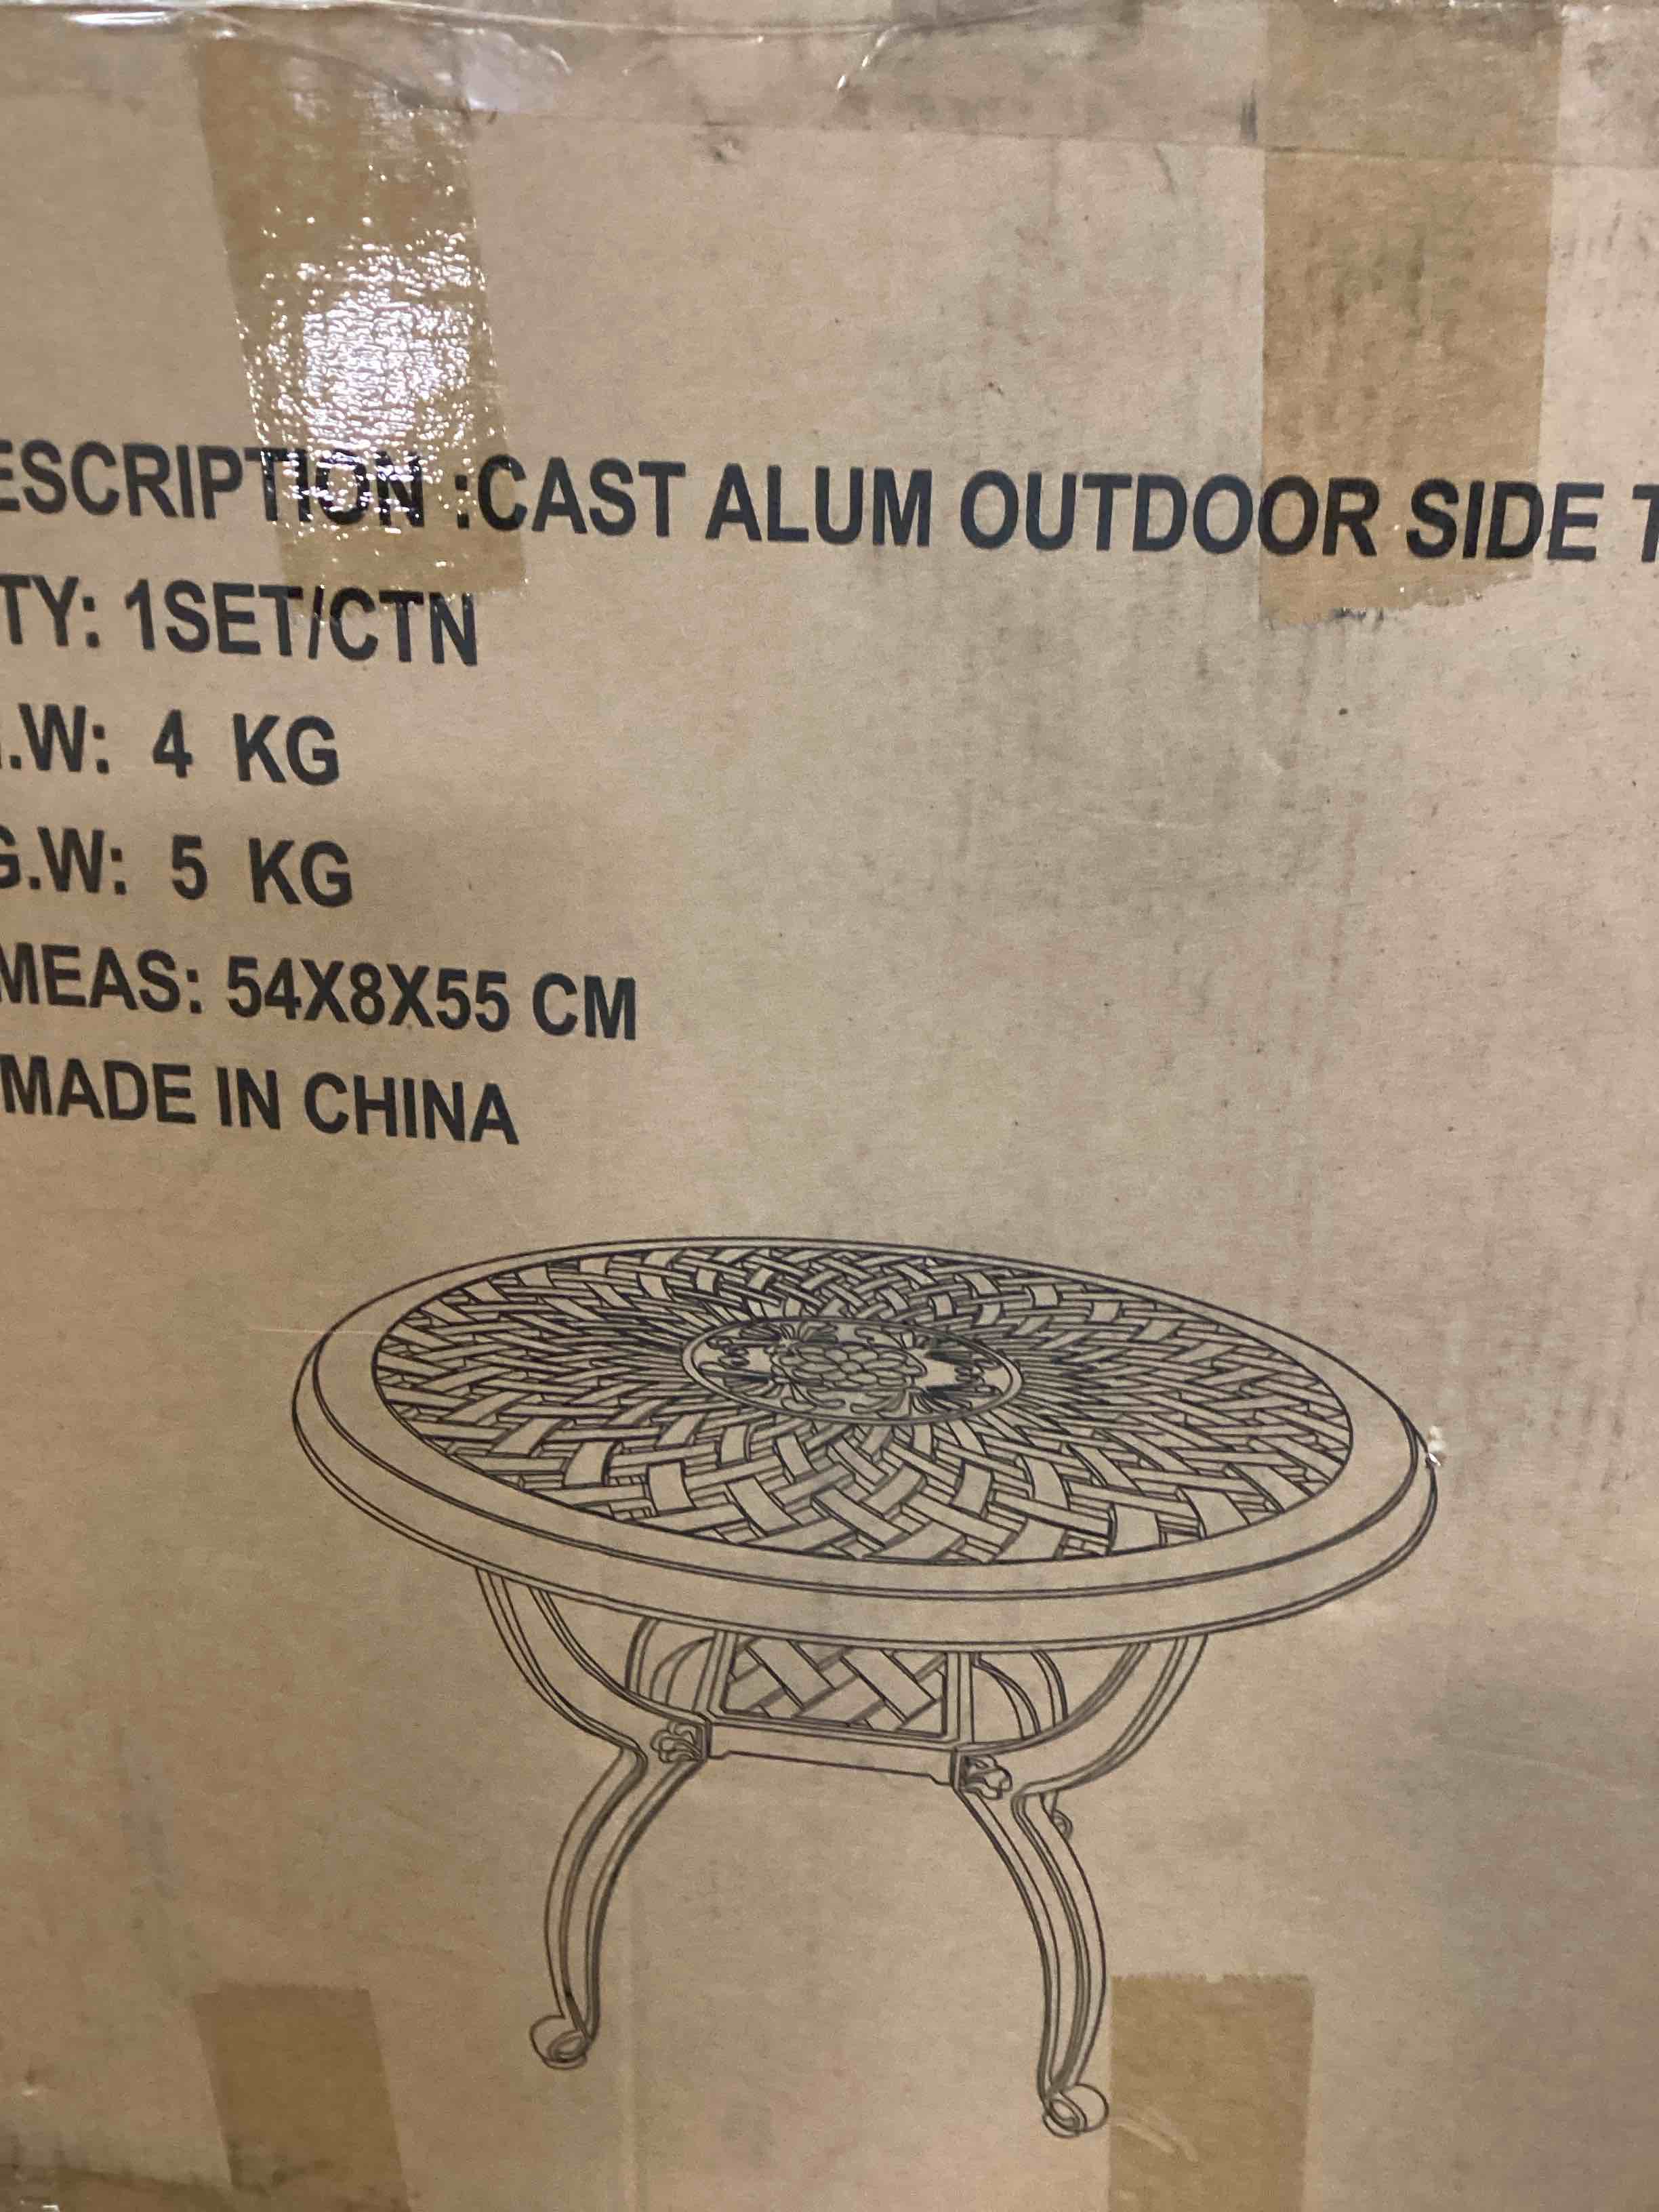 ESCRIPTION :CAST ALUM OUTDOOR SIDE T
TY: 1SET/CTN
.W: 4 KG
G.W: 5 KG
MEAS: 54X8X55 CM
MADE IN CHINA